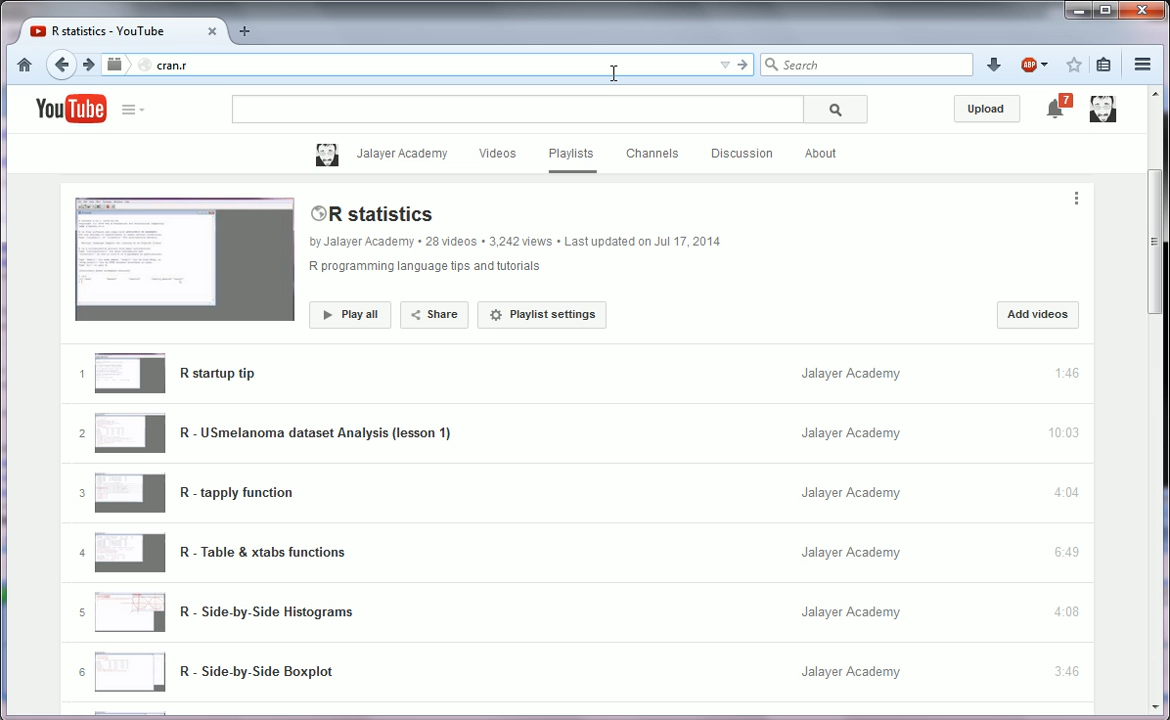 R statistics - YouTube
cran.r
Search
ABP
YouTube
Upload
7
Jalayer Academy
Videos
Playlists
Channels
Discussion
About
R statistics
by Jalayer Academy • 28 videos • 3,242 views • Last updated on Jul 17, 2014
R programming language tips and tutorials
Play all
Share
Playlist settings
Add videos
1 R startup tip Jalayer Academy 1:46
2 R - USmelanoma dataset Analysis (lesson 1) Jalayer Academy 10:03
3 R - tapply function Jalayer Academy 4:04
4 R - Table & xtabs functions Jalayer Academy 6:49
5 R - Side-by-Side Histograms Jalayer Academy 4:08
6 R - Side-by-Side Boxplot Jalayer Academy 3:46